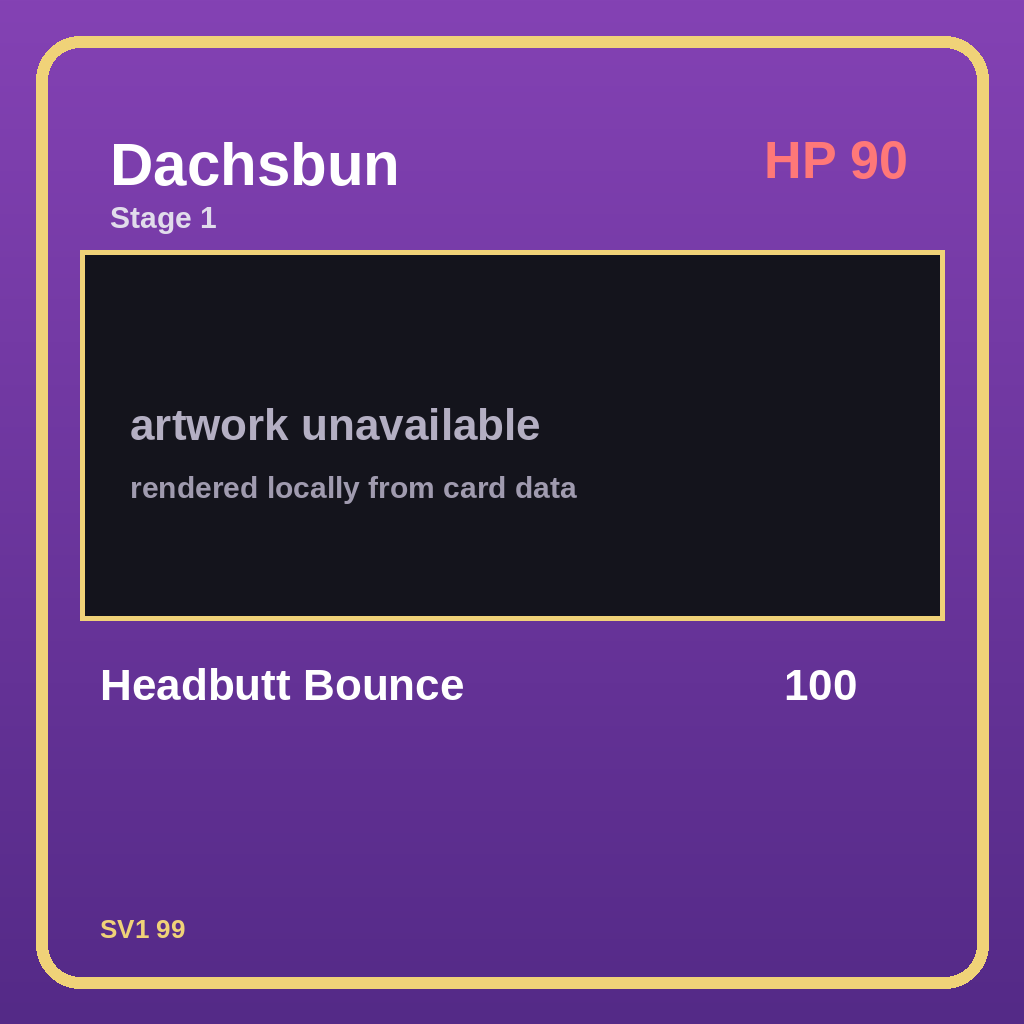 Dachsbun
HP 90
Stage 1
artwork unavailable
rendered locally from card data
Headbutt Bounce
100
SV1 99